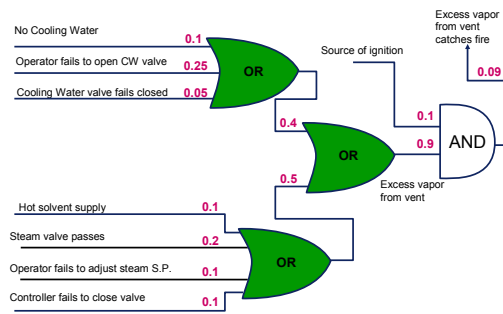 No Cooling Water
0.1
Operator fails to open CW valve
0.25
Cooling Water valve fails closed
0.05
OR
0.4
Source of ignition
Excess vapor
from vent
catches fire
0.09
0.1
0.9
AND
OR
Excess vapor
from vent
0.5
Hot solvent supply
0.1
Steam valve passes
0.2
Operator fails to adjust steam S.P.
0.1
Controller fails to close valve
0.1
OR